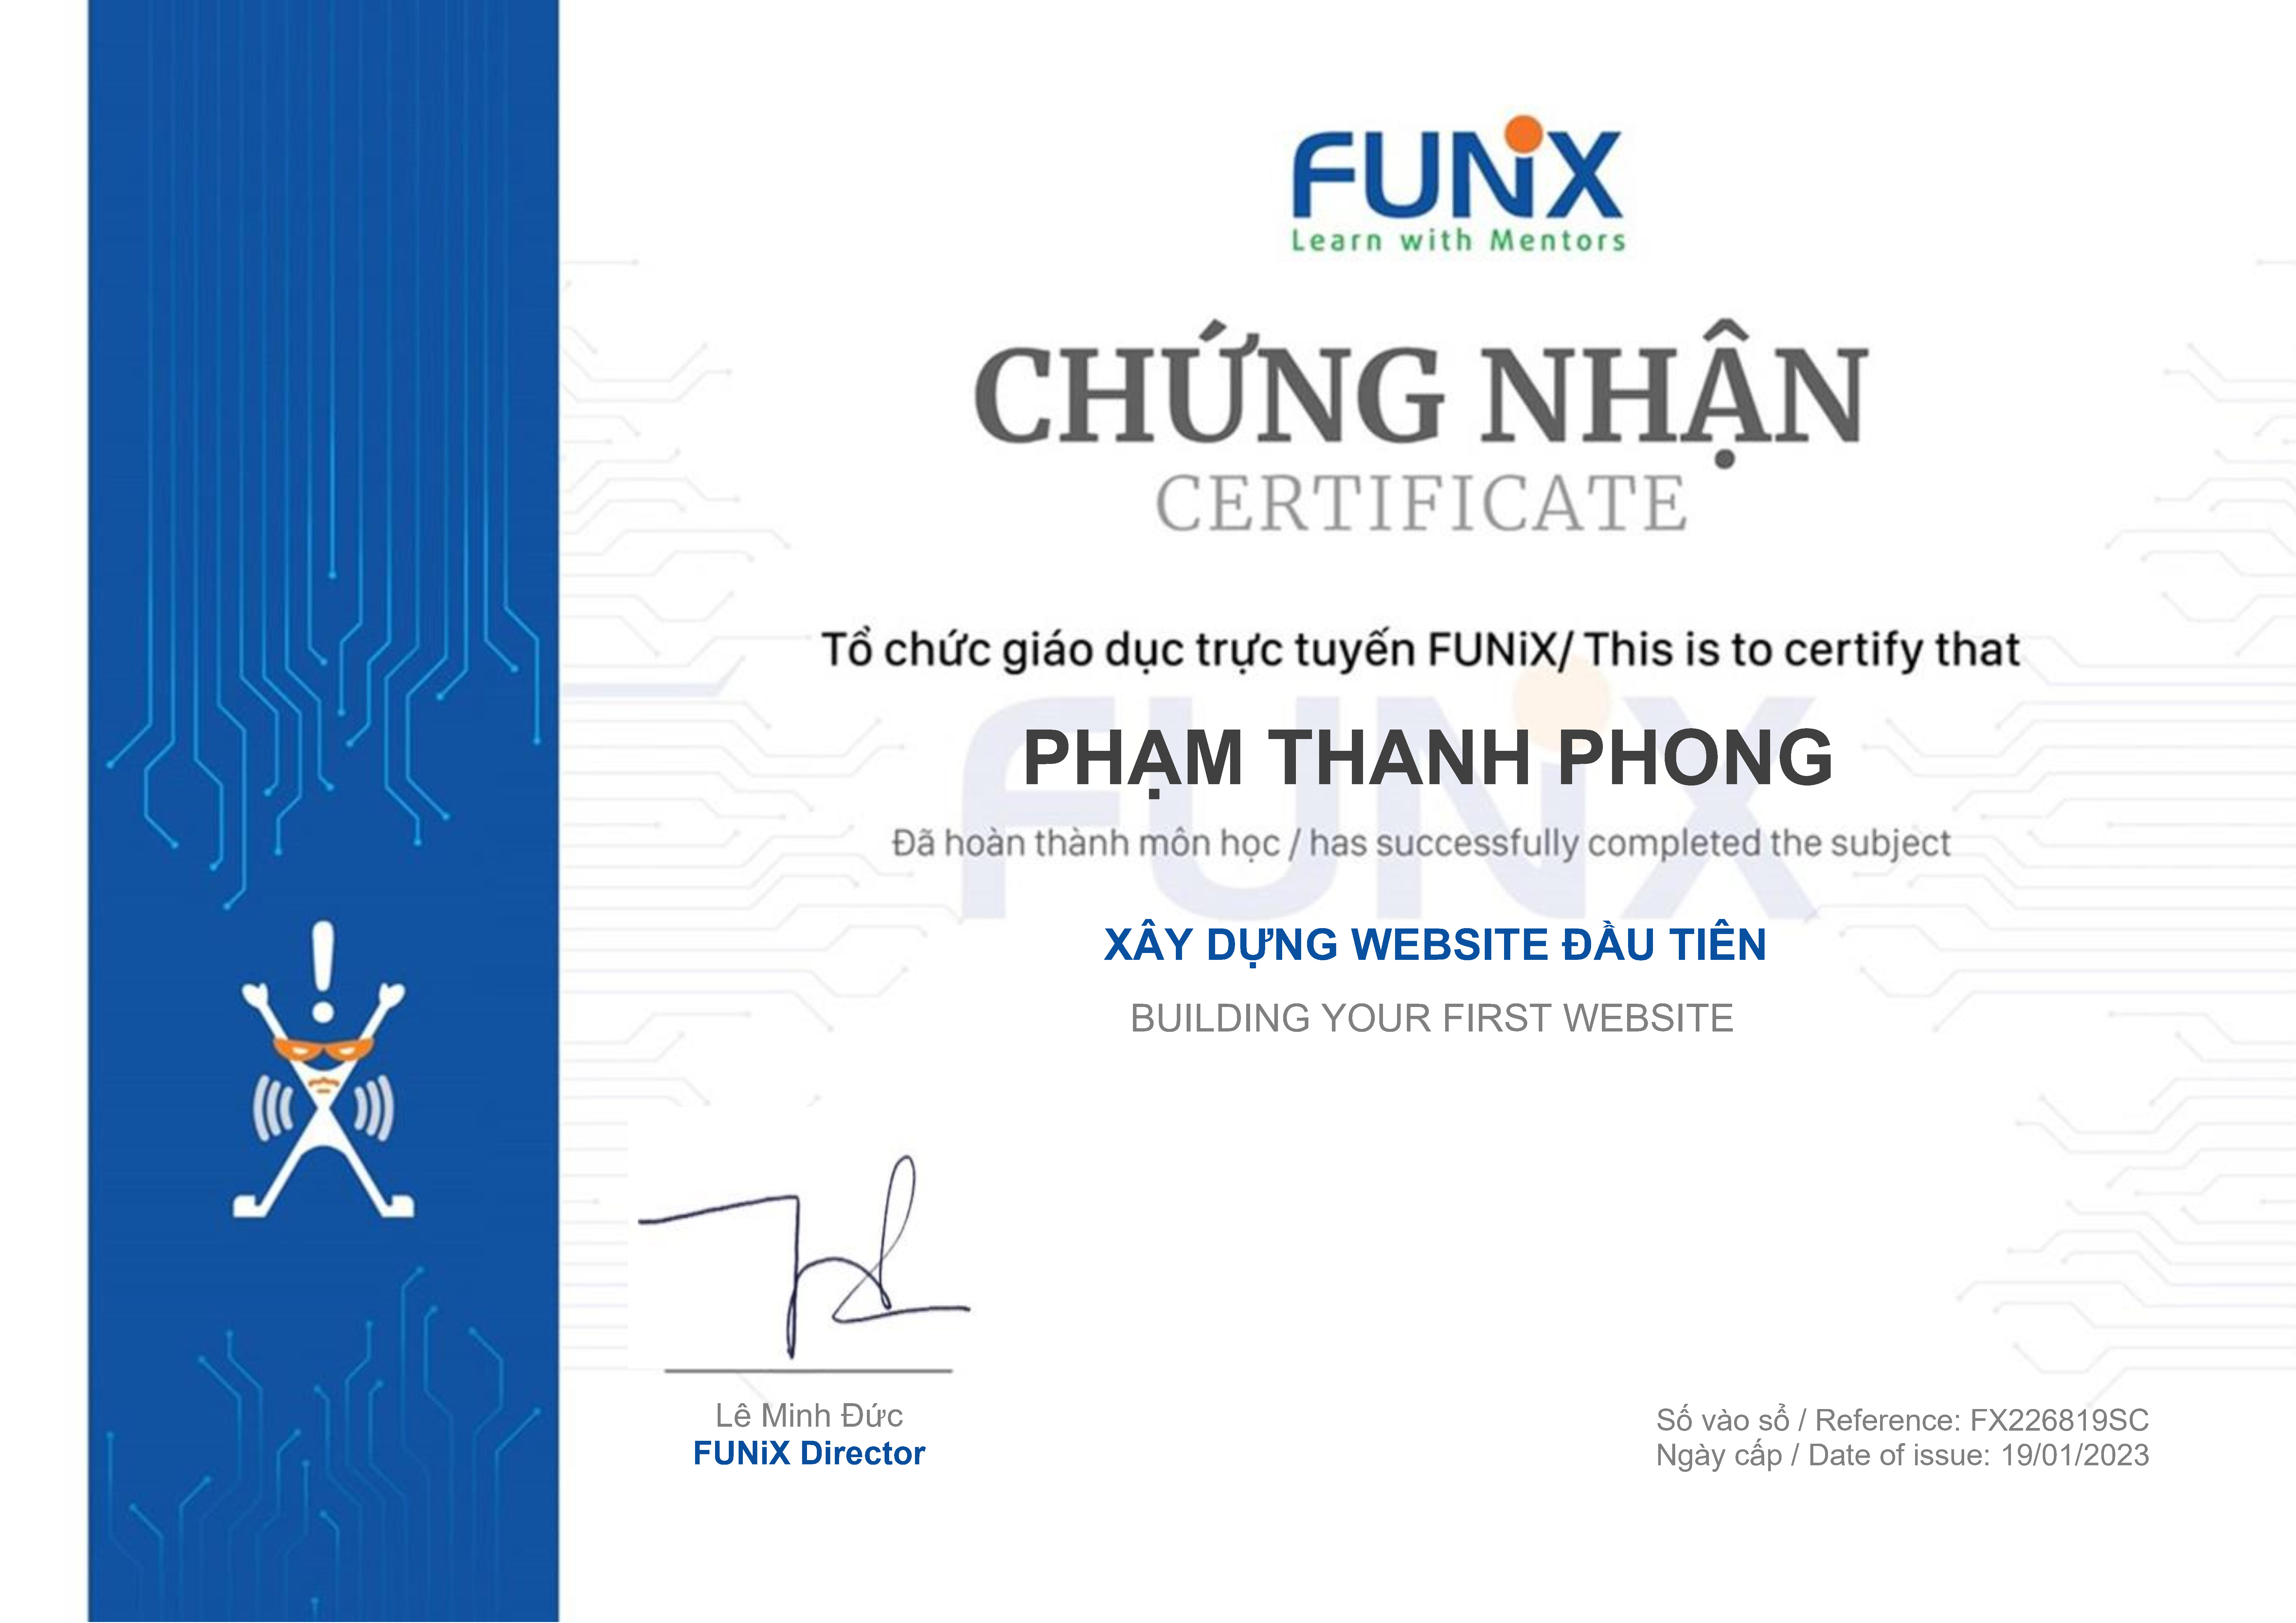 FUNiX
Learn with Mentors
CHỨNG NHẬN
CERTIFICATE
Tổ chức giáo dục trực tuyến FUNiX/ This is to certify that
PHẠM THANH PHONG
Đã hoàn thành môn học / has successfully completed the subject
XÂY DỰNG WEBSITE ĐẦU TIÊN
BUILDING YOUR FIRST WEBSITE
Lê Minh Đức
FUNiX Director
Số vào sổ / Reference: FX226819SC
Ngày cấp / Date of issue: 19/01/2023